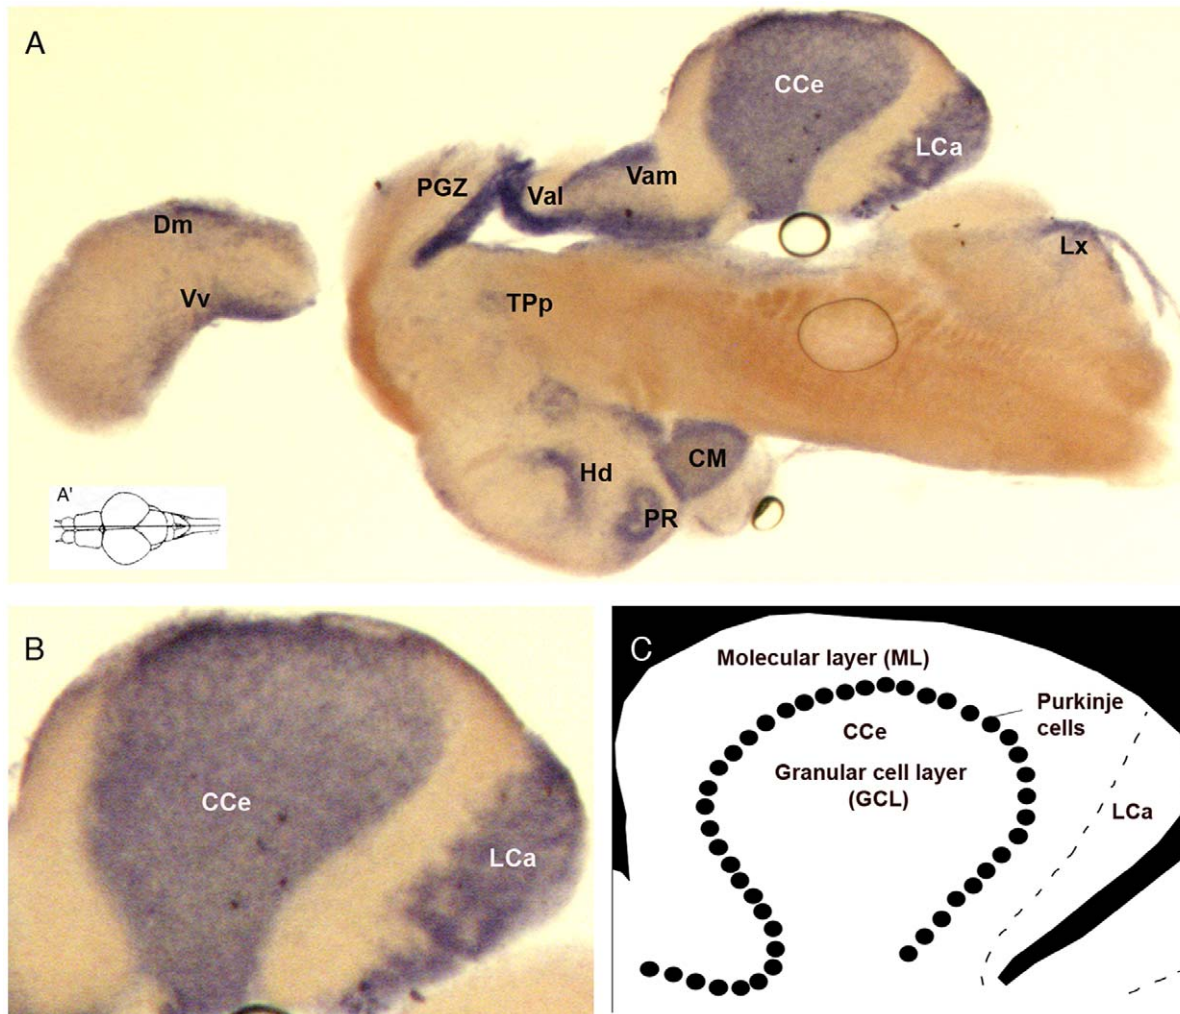 A
CCe
LCa
PGZ
Val
Vam
Dm
Vv
TPp
Lx
Hd
CM
PR
A'
B
CCe
LCa
C
Molecular layer (ML)
Purkinje
cells
CCe
Granular cell layer
(GCL)
LCa